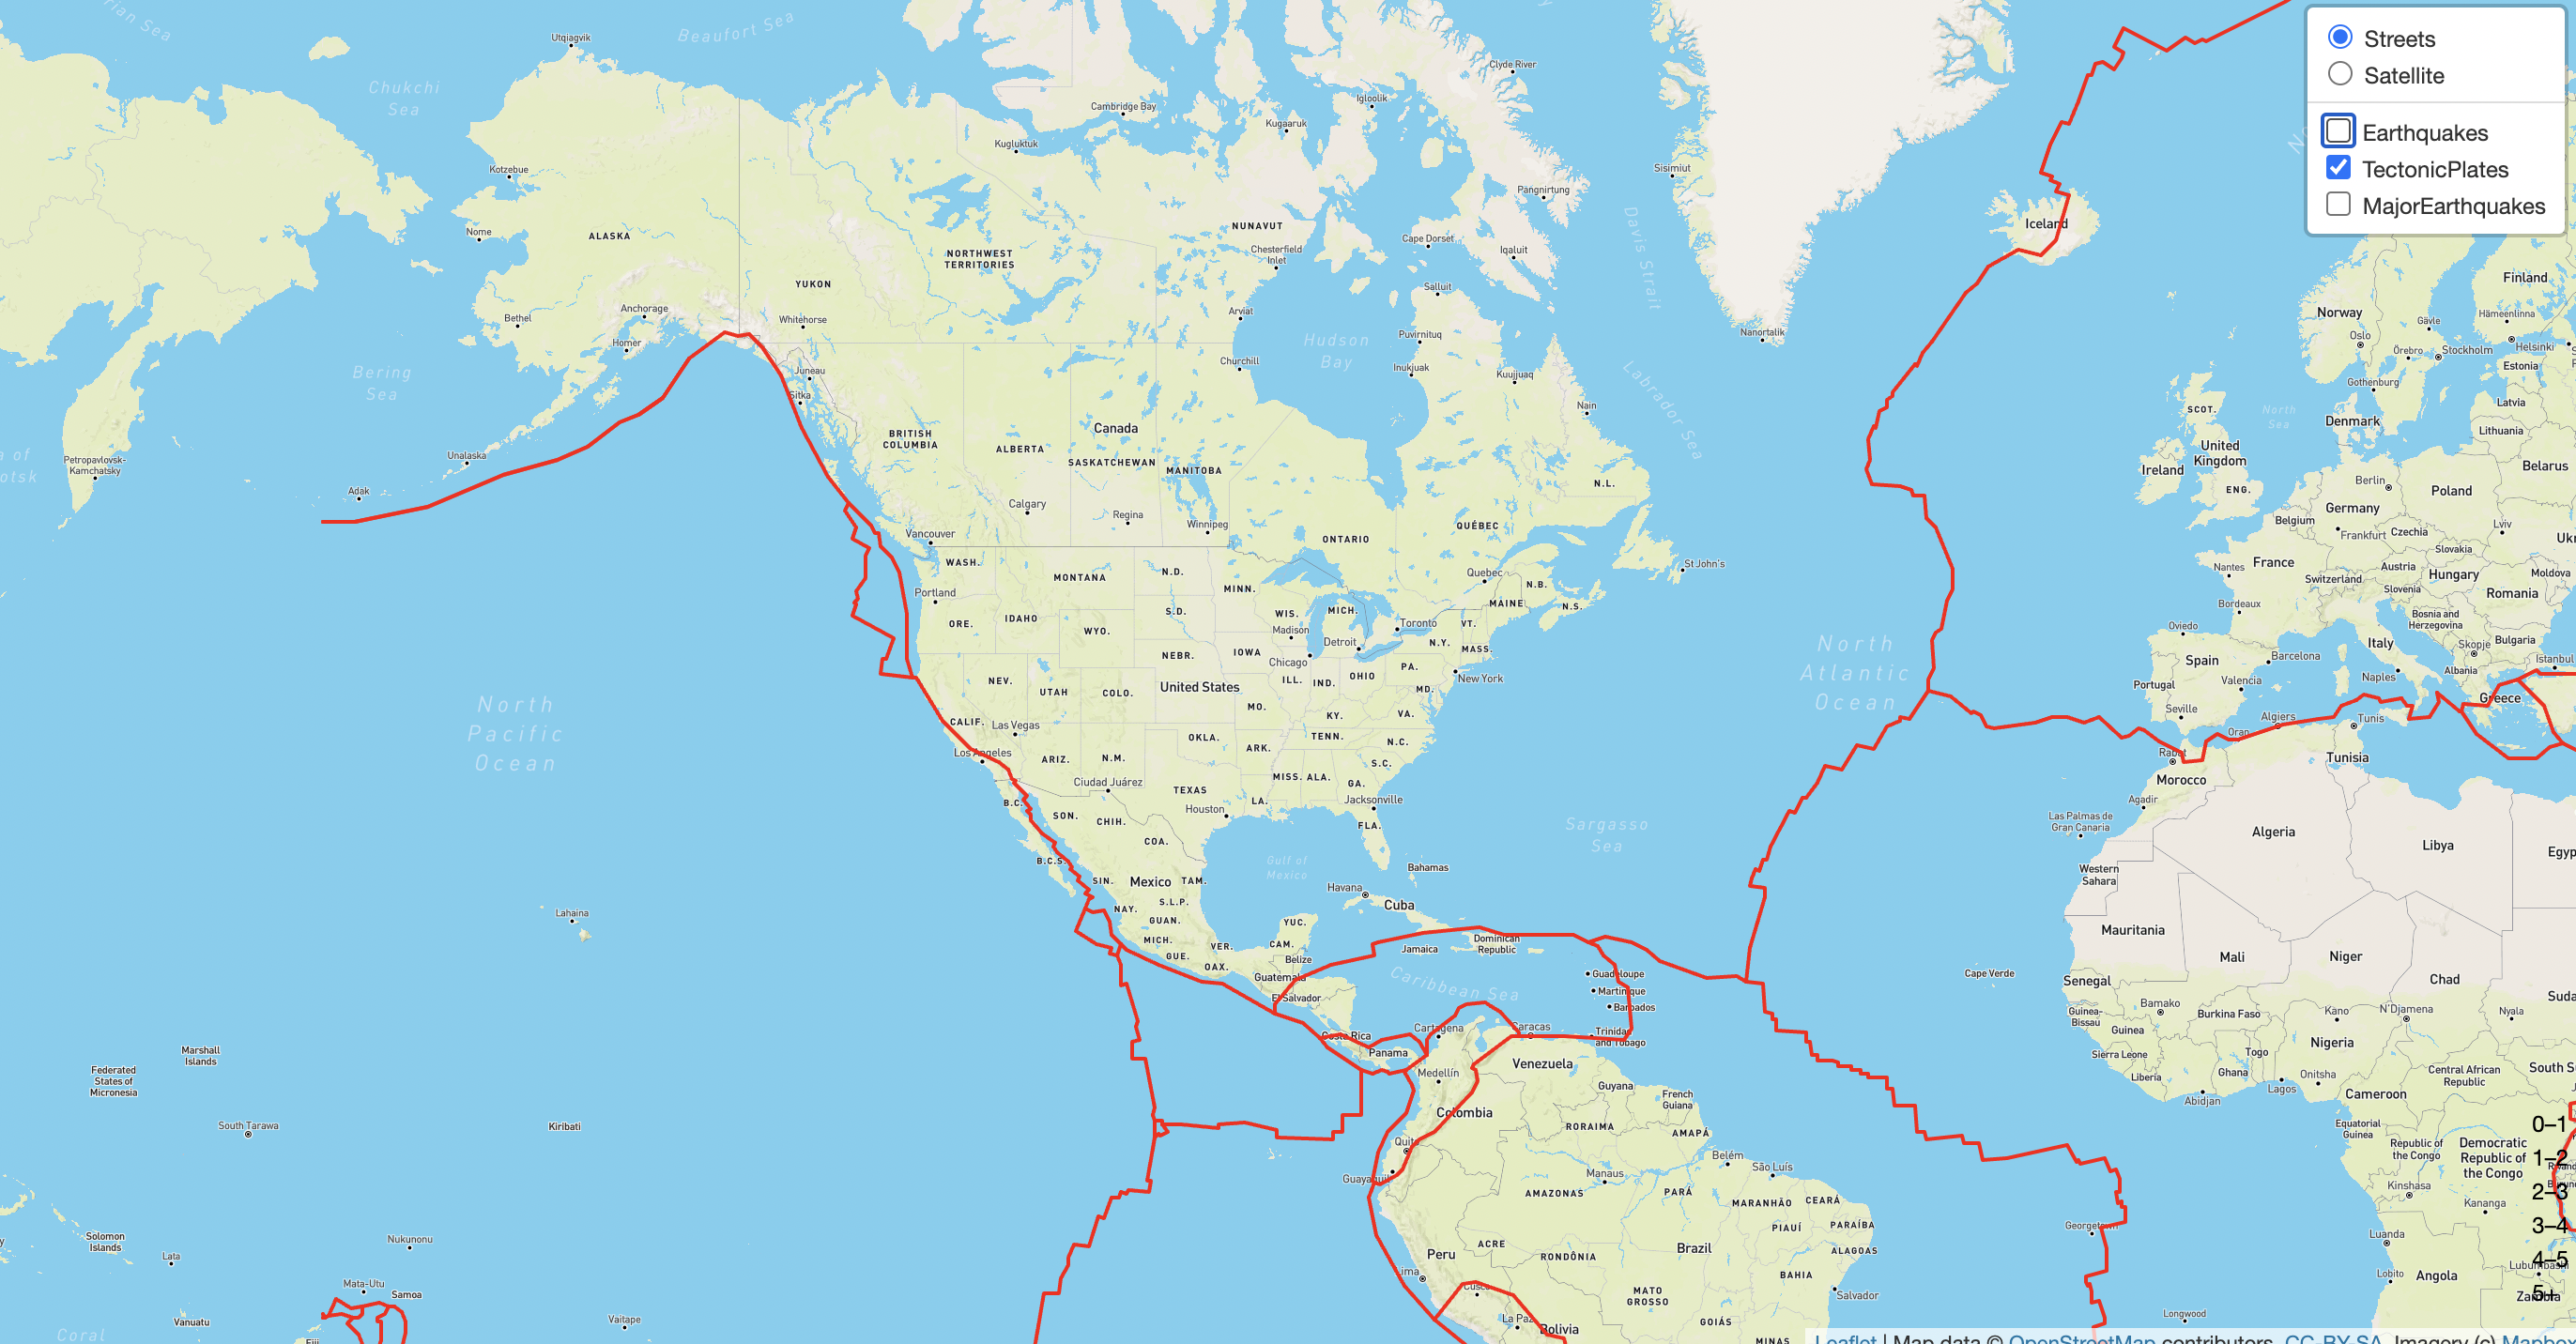 Beaufort Sea
Utqiaġvik
Chukchi
Sea
Clyde River
Igloolik
Cambridge Bay
Kugaaruk
Kugluktuk
Kotzebue
Sisimiut
Pangnirtung
Nome
ALASKA
NUNAVUT
Cape Dorset
Iqaluit
Chesterfield
Inlet
NORTHWEST
TERRITORIES
YUKON
Davis Strait
Iceland
Streets
Satellite
Earthquakes
TectonicPlates
MajorEarthquakes
Finland
Norway
Oslo
Gävle
Hämeenlinna
Helsinki
Örebro
Stockholm
Estonia
Gothenburg
Latvia
Lithuania
Denmark
North
Sea
SCOT.
United
Kingdom
Ireland
ENG.
Belarus
Berlin
Poland
Germany
Belgium
Frankfurt
Czechia
Lviv
Slovakia
France
Nantes
Austria
Hungary
Moldova
Switzerland
Slovenia
Romania
Bordeaux
Bosnia and
Herzegovina
Oviedo
Italy
Skopje
Bulgaria
Barcelona
Spain
Albania
Istanbul
Naples
Portugal
Valencia
Greece
Seville
Algiers
Tunis
Oran
Rabat
Tunisia
Morocco
Agadir
Las Palmas de
Gran Canaria
Algeria
Libya
Western
Sahara
Mauritania
Mali
Niger
Chad
Cape Verde
Senegal
Bamako
N'Djamena
Kano
Nyala
Guinea-
Bissau
Guinea
Burkina Faso
Nigeria
Sierra Leone
Togo
Liberia
Ghana
Onitsha
Central African
Republic
Abidjan
Lagos
Cameroon
Equatorial
Guinea
Republic of
the Congo
Democratic
Republic of
the Congo
Kinshasa
Kananga
Luanda
Lobito
Angola
Georgetown
Longwood
Zambia
0–1
1–2
2–3
3–4
4–5
5+
Bethel
Anchorage
Homer
Whitehorse
Juneau
Sitka
Bering
Sea
Petropavlovsk-
Kamchatsky
Unalaska
Adak
Arviat
Salluit
Puvirnituq
Hudson
Bay
Churchill
Inukjuak
Kuujjuaq
Nain
Nanortalik
Labrador Sea
BRITISH
COLUMBIA
ALBERTA
Canada
SASKATCHEWAN
MANITOBA
N.L.
Calgary
Regina
Winnipeg
ONTARIO
QUÉBEC
Vancouver
St John's
Quebec
N.B.
N.S.
MAINE
WASH.
MONTANA
N.D.
MINN.
Portland
ORE.
IDAHO
S.D.
WYO.
WIS.
Madison
MICH.
Detroit
Toronto
VT.
N.Y.
MASS.
NEBR.
IOWA
Chicago
PA.
New York
NEV.
UTAH
COLO.
United States
ILL.
IND.
OHIO
MD.
MO.
KY.
VA.
CALIF.
Las Vegas
Los Angeles
ARIZ.
N.M.
OKLA.
ARK.
TENN.
N.C.
S.C.
MISS.
ALA.
GA.
Ciudad Juárez
TEXAS
LA.
Houston
Jacksonville
FLA.
B.C.
SON.
CHIH.
COA.
B.C.S.
SIN.
Mexico
TAM.
NAY.
S.L.P.
GUAN.
MICH.
GUE.
VER.
OAX.
YUC.
CAM.
Gulf of
Mexico
Bahamas
Havana
Cuba
Jamaica
Dominican
Republic
Belize
Guatemala
El Salvador
Caribbean Sea
Guadeloupe
Martinique
Barbados
Trinidad
and Tobago
Costa Rica
Panama
Cartagena
Caracas
Venezuela
Medellín
Guyana
French
Guiana
Colombia
Quito
Guayaquil
RORAIMA
AMAPÁ
Belém
São Luís
Manaus
AMAZONAS
PARÁ
MARANHÃO
CEARÁ
PIAUÍ
PARAÍBA
ALAGOAS
ACRE
RONDÔNIA
Brazil
Peru
Lima
Cusco
La Paz
Bolivia
MATO
GROSSO
BAHIA
Salvador
GOIÁS
MINAS
North
Pacific
Ocean
North
Atlantic
Ocean
Sargasso
Sea
Lahaina
Marshall
Islands
Federated
States of
Micronesia
South Tarawa
Kiribati
Solomon
Islands
Lata
Nukunonu
Mata-Utu
Samoa
Vanuatu
Fiji
Vaitape
Coral
Leaflet | Map data © OpenStreetMap contributors, CC-BY-SA, Imagery (c) Mapbox